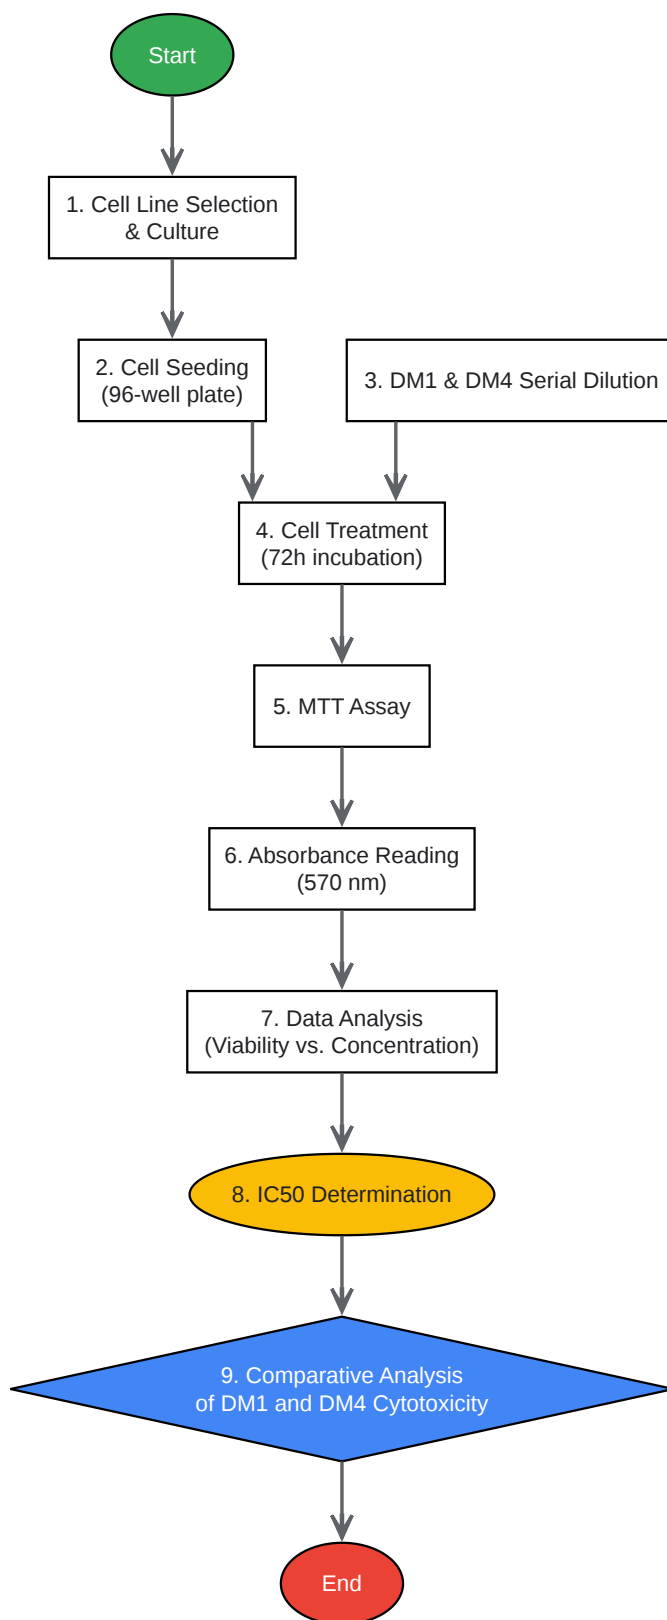 Start
1. Cell Line Selection
& Culture
2. Cell Seeding
(96-well plate)
3. DM1 & DM4 Serial Dilution
4. Cell Treatment
(72h incubation)
5. MTT Assay
6. Absorbance Reading
(570 nm)
7. Data Analysis
(Viability vs. Concentration)
8. IC50 Determination
9. Comparative Analysis
of DM1 and DM4 Cytotoxicity
End